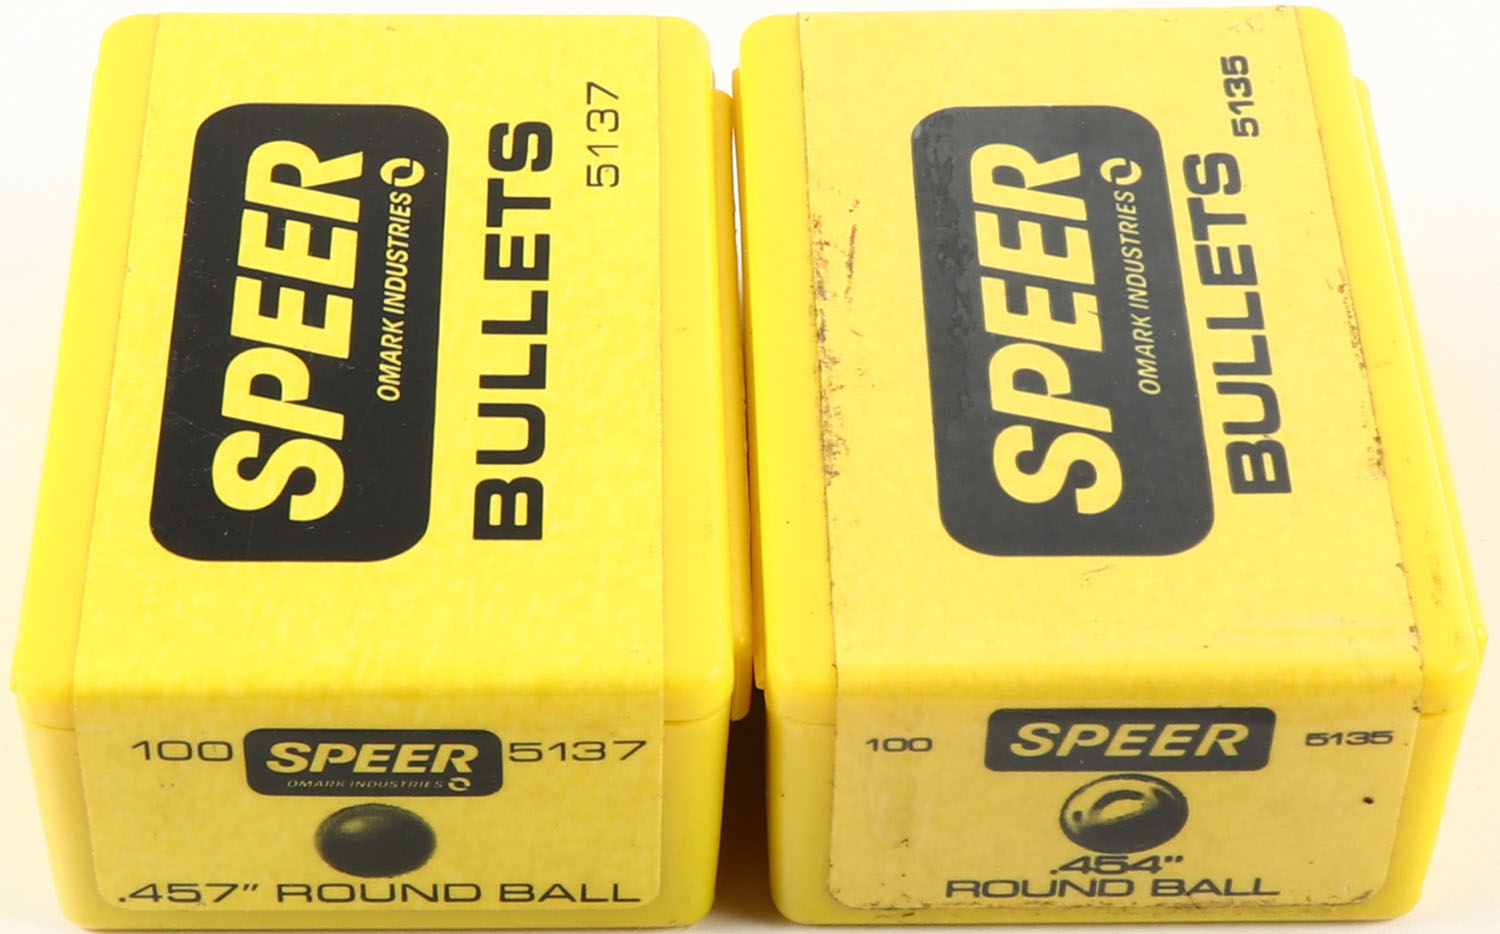 SPEER
OMARK INDUSTRIES
BULLETS
5137
100 SPEER 5137
OMARK INDUSTRIES
.457" ROUND BALL
SPEER
OMARK INDUSTRIES
BULLETS
5135
100 SPEER 5135
.454"
ROUND BALL